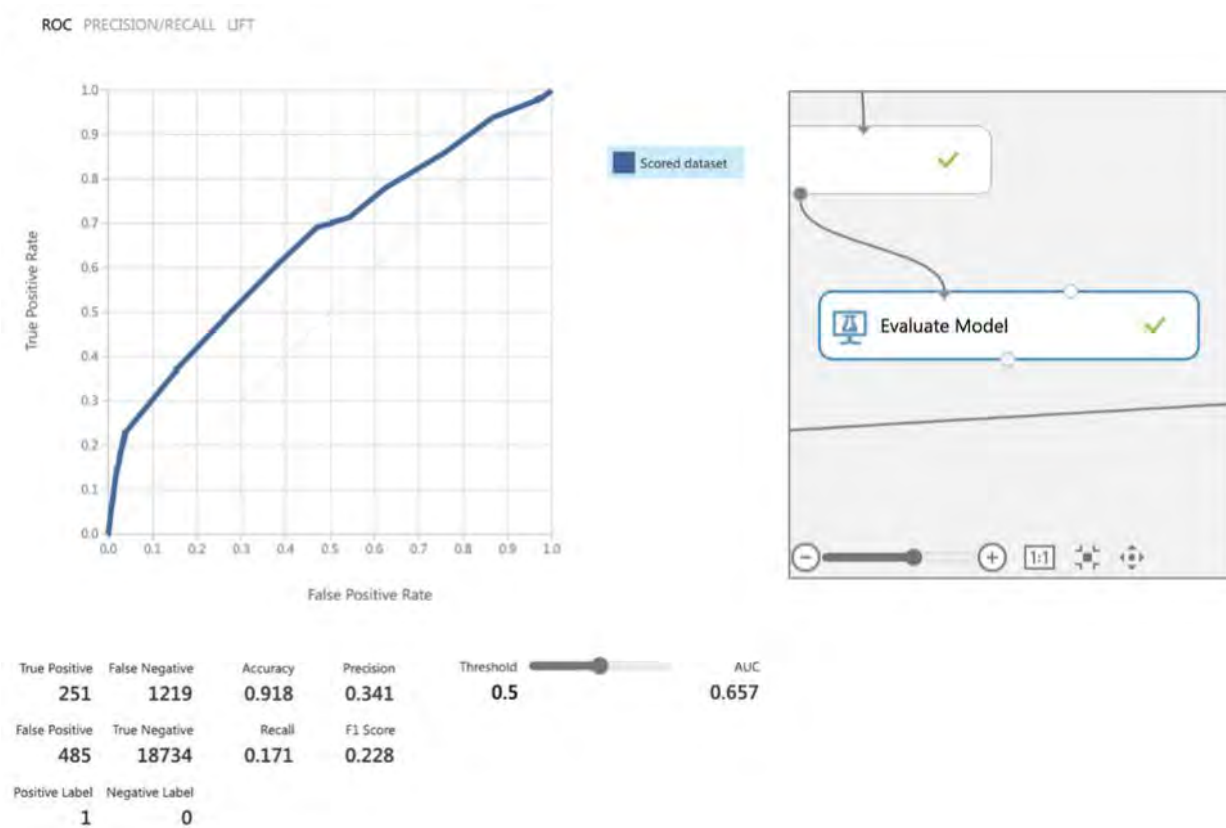 ROC PRECISION/RECALL LIFT
1.0
0.9
0.8
0.7
0.6
0.5
0.4
0.3
0.2
0.1
0.0
True Positive Rate
0.0 0.1 0.2 0.3 0.4 0.5 0.6 0.7 0.8 0.9 1.0
False Positive Rate
Scored dataset
Evaluate Model
1:1
True Positive False Negative Accuracy Precision Threshold AUC
251 1219 0.918 0.341 0.5 0.657
False Positive True Negative Recall F1 Score
485 18734 0.171 0.228
Positive Label Negative Label
1 0